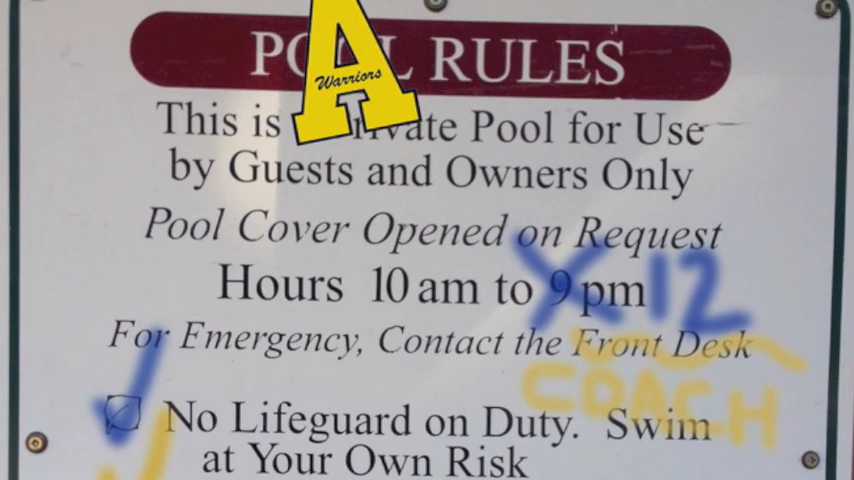 POOL RULES
A
Warriors
This is Private Pool for Use
by Guests and Owners Only
Pool Cover Opened on Request
Hours 10 am to 9 pm
X 12
For Emergency, Contact the Front Desk
COACH
No Lifeguard on Duty. Swim
at Your Own Risk